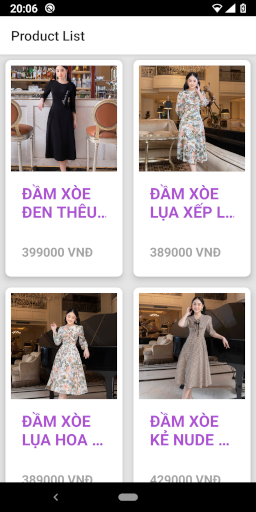 20:06
Product List
ĐẦM XÒE
ĐEN THÊU...
399000 VNĐ
ĐẦM XÒE
LỤA XẾP L...
389000 VNĐ
ĐẦM XÒE
LỤA HOA ...
389000 VNĐ
ĐẦM XÒE
KẺ NUDE ...
429000 VNĐ